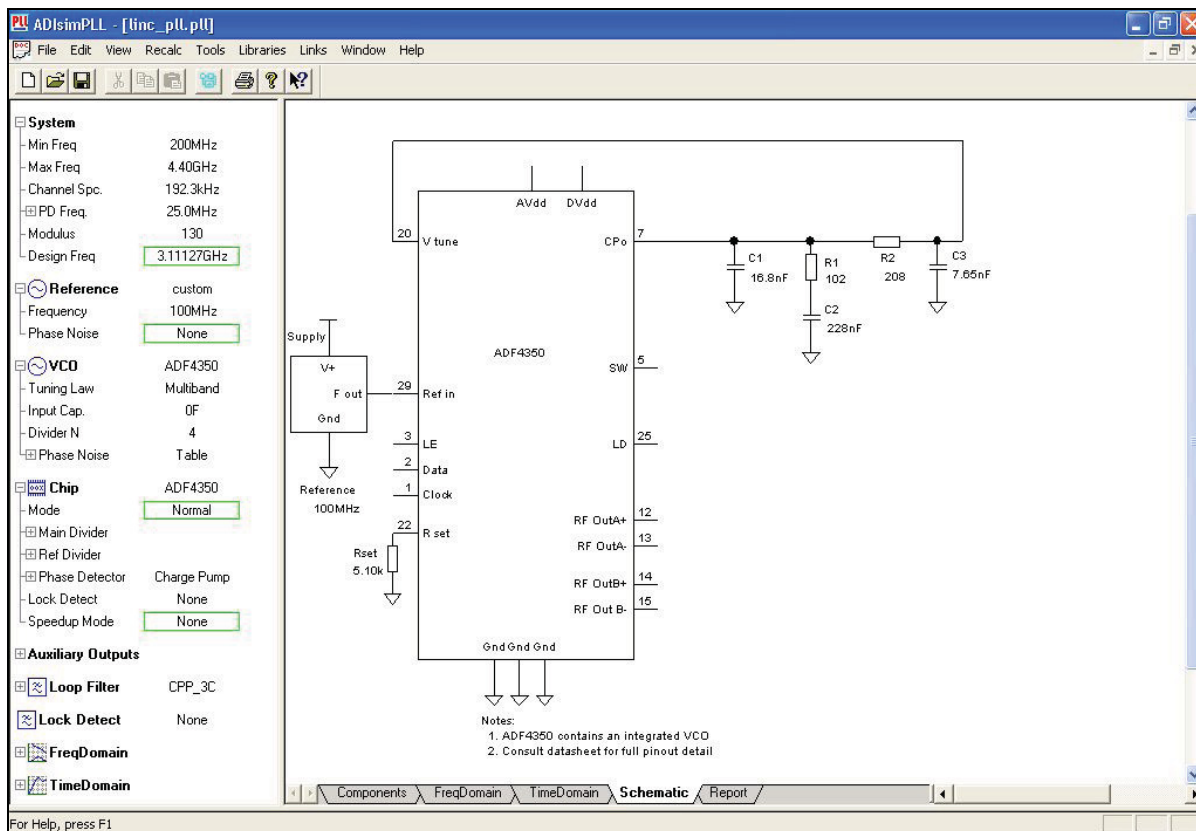 ADIsimPLL - [linc_pll.pll]
File Edit View Recalc Tools Libraries Links Window Help
System
Min Freq 200MHz
Max Freq 4.40GHz
Channel Spc. 192.3kHz
PD Freq. 25.0MHz
Modulus 130
Design Freq 3.11127GHz
Reference custom
Frequency 100MHz
Phase Noise None
VCO ADF4350
Tuning Law Multiband
Input Cap. 0F
Divider N 4
Phase Noise Table
Chip ADF4350
Mode Normal
Main Divider
Ref Divider
Phase Detector Charge Pump
Lock Detect None
Speedup Mode None
Auxiliary Outputs
Loop Filter CPP_3C
Lock Detect None
FreqDomain
TimeDomain
AVdd DVdd
20 V tune
CPo 7
C1
16.8nF
R1
102
C2
228nF
R2
208
C3
7.65nF
Supply
V+
F out
Gnd
Reference
100MHz
ADF4350
29 Ref in
3 LE
2 Data
1 Clock
22 R set
Rset
5.10k
SW 5
LD 25
RF OutA+ 12
RF OutA- 13
RF OutB+ 14
RF Out B- 15
Gnd Gnd Gnd
Notes:
1. ADF4350 contains an integrated VCO
2. Consult datasheet for full pinout detail
Components FreqDomain TimeDomain Schematic Report
For Help, press F1